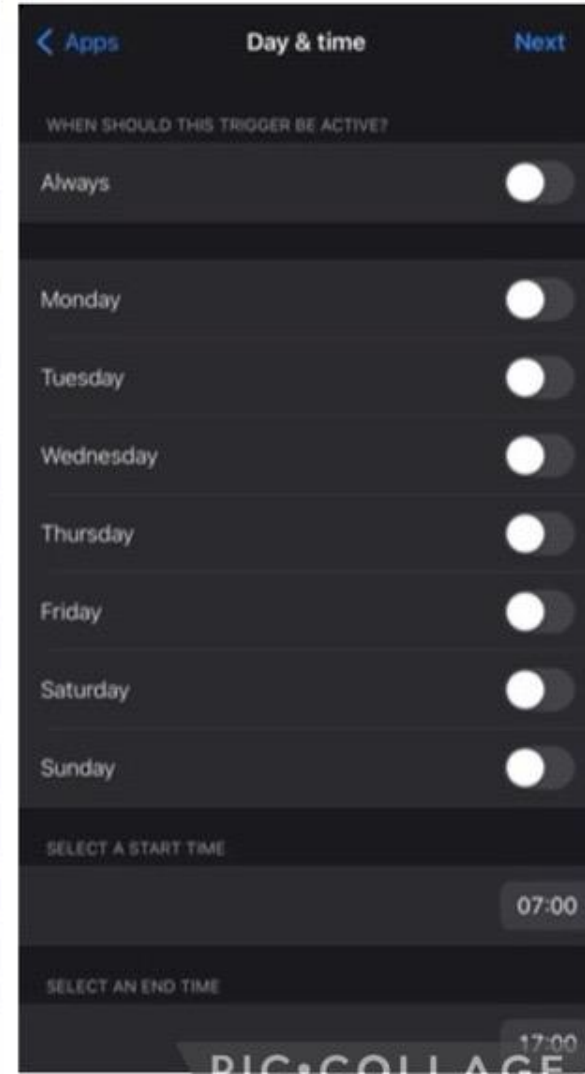 Apps Day & time Next
WHEN SHOULD THIS TRIGGER BE ACTIVE?
Always
Monday
Tuesday
Wednesday
Thursday
Friday
Saturday
Sunday
SELECT A START TIME
07:00
SELECT AN END TIME
17:00
PIC•COLLAGE